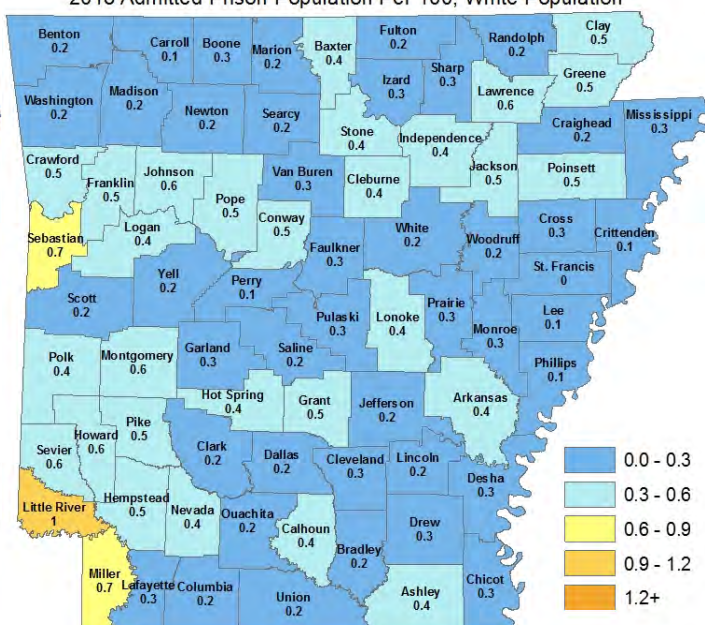 2018 Admitted Prison Population Per 100, White Population
Benton
0.2
Carroll
0.1
Boone
0.3
Marion
0.2
Baxter
0.4
Fulton
0.2
Randolph
0.2
Clay
0.5
Greene
0.5
Izard
0.3
Sharp
0.3
Lawrence
0.6
Washington
0.2
Madison
0.2
Newton
0.2
Searcy
0.2
Stone
0.4
Independence
0.4
Craighead
0.2
Mississippi
0.3
Jackson
0.5
Poinsett
0.5
Crawford
0.5
Franklin
0.5
Johnson
0.6
Pope
0.5
Van Buren
0.3
Cleburne
0.4
Conway
0.5
Sebastian
0.7
Logan
0.4
Faulkner
0.3
White
0.2
Woodruff
0.2
Cross
0.3
Crittenden
0.1
St. Francis
0
Scott
0.2
Yell
0.2
Perry
0.1
Pulaski
0.3
Lonoke
0.4
Prairie
0.3
Monroe
0.3
Lee
0.1
Phillips
0.1
Polk
0.4
Montgomery
0.6
Garland
0.3
Saline
0.2
Hot Spring
0.4
Grant
0.5
Jefferson
0.2
Arkansas
0.4
Sevier
0.6
Howard
0.6
Pike
0.5
Clark
0.2
Dallas
0.2
Cleveland
0.3
Lincoln
0.2
Desha
0.3
Little River
1
Hempstead
0.5
Nevada
0.4
Ouachita
0.2
Calhoun
0.4
Bradley
0.2
Drew
0.3
Miller
0.7
Lafayette
0.3
Columbia
0.2
Union
0.2
Ashley
0.4
Chicot
0.3
0.0 - 0.3
0.3 - 0.6
0.6 - 0.9
0.9 - 1.2
1.2+